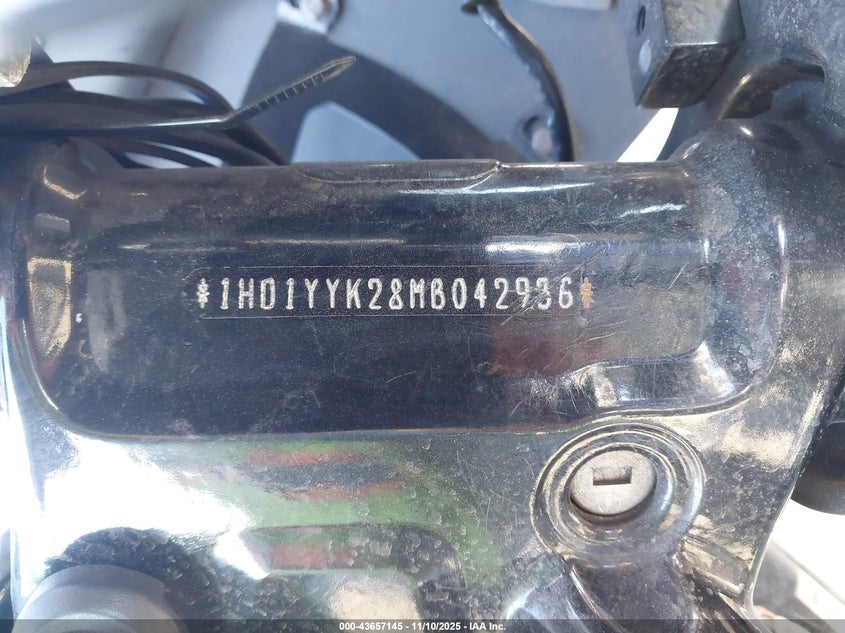 *1HD1YYK28MB042936*
000-43657145 - 11/10/2025 - IAA Inc.